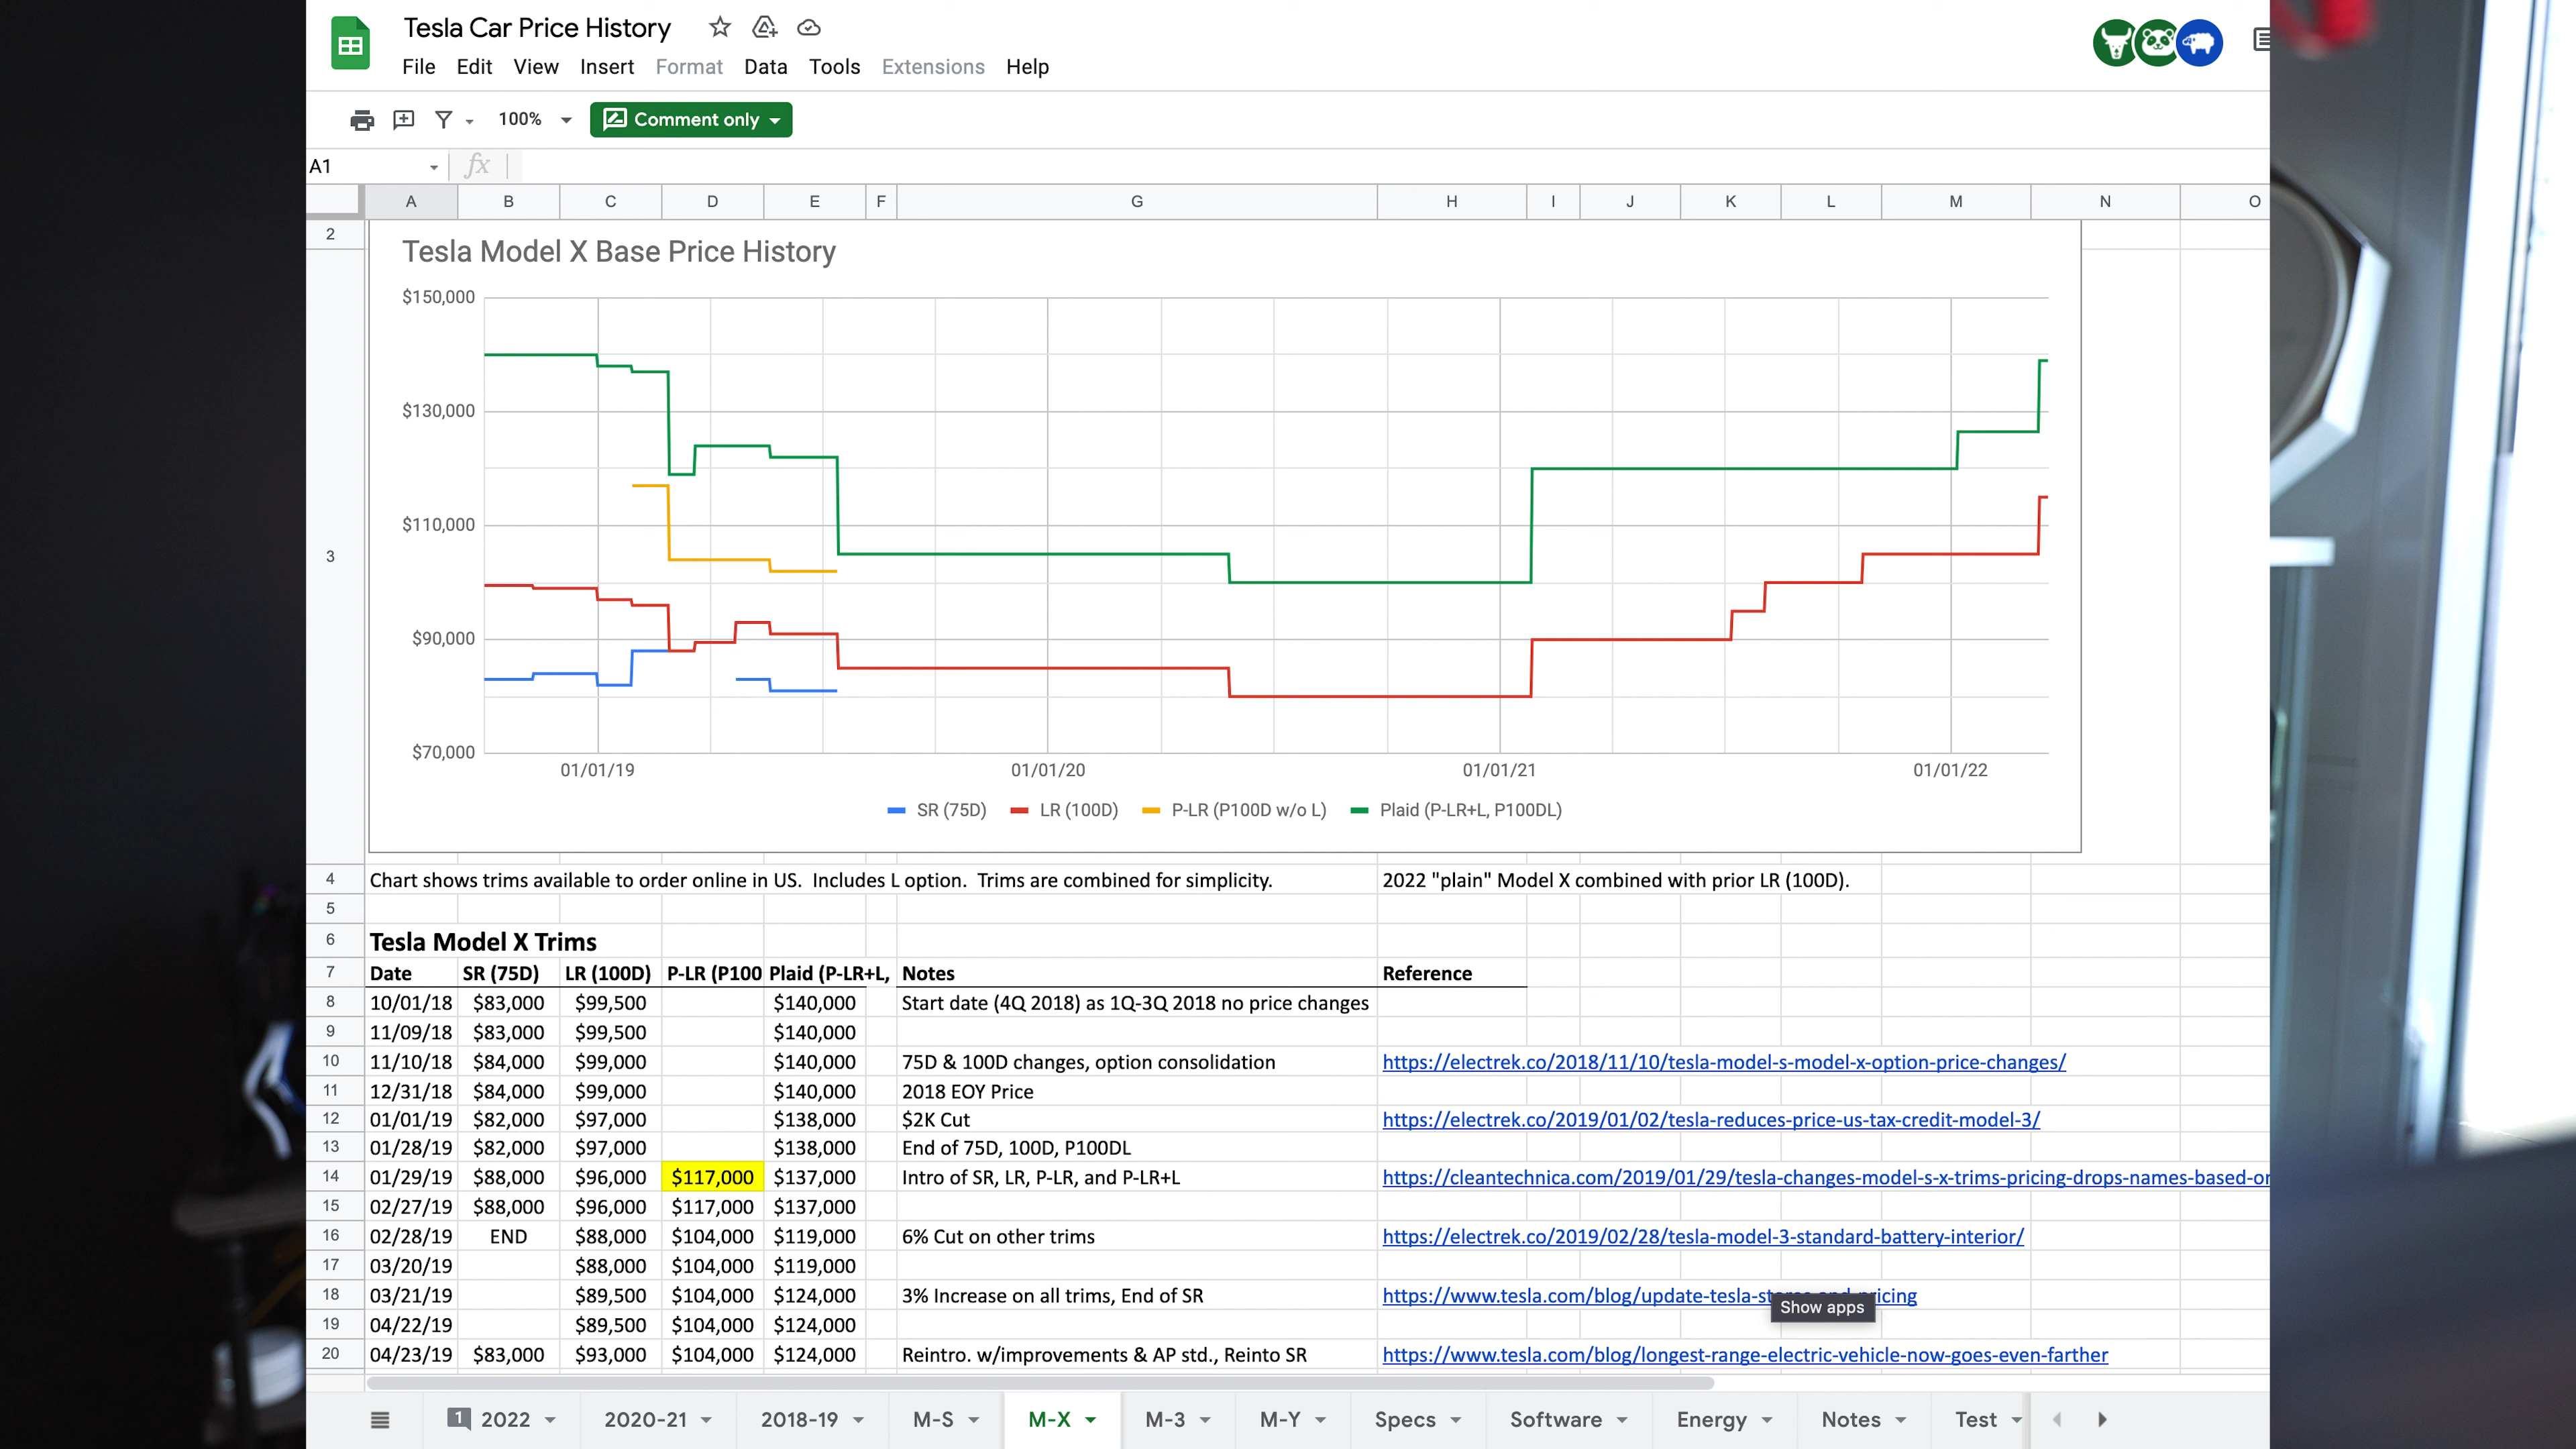 Tesla Car Price History
File Edit View Insert Format Data Tools Extensions Help
100% Comment only
A1 fx
A B C D E F G H I J K L M N O
2
Tesla Model X Base Price History
$150,000
$130,000
$110,000
3
$90,000
$70,000
01/01/19 01/01/20 01/01/21 01/01/22
SR (75D) LR (100D) P-LR (P100D w/o L) Plaid (P-LR+L, P100DL)
4 Chart shows trims available to order online in US. Includes L option. Trims are combined for simplicity. 2022 "plain" Model X combined with prior LR (100D).
5
6 Tesla Model X Trims
7 Date SR (75D) LR (100D) P-LR (P100 Plaid (P-LR+L, Notes Reference
8 10/01/18 $83,000 $99,500 $140,000 Start date (4Q 2018) as 1Q-3Q 2018 no price changes
9 11/09/18 $83,000 $99,500 $140,000
10 11/10/18 $84,000 $99,000 $140,000 75D & 100D changes, option consolidation https://electrek.co/2018/11/10/tesla-model-s-model-x-option-price-changes/
11 12/31/18 $84,000 $99,000 $140,000 2018 EOY Price
12 01/01/19 $82,000 $97,000 $138,000 $2K Cut https://electrek.co/2019/01/02/tesla-reduces-price-us-tax-credit-model-3/
13 01/28/19 $82,000 $97,000 $138,000 End of 75D, 100D, P100DL
14 01/29/19 $88,000 $96,000 $117,000 $137,000 Intro of SR, LR, P-LR, and P-LR+L https://cleantechnica.com/2019/01/29/tesla-changes-model-s-x-trims-pricing-drops-names-based-or
15 02/27/19 $88,000 $96,000 $117,000 $137,000
16 02/28/19 END $88,000 $104,000 $119,000 6% Cut on other trims https://electrek.co/2019/02/28/tesla-model-3-standard-battery-interior/
17 03/20/19 $88,000 $104,000 $119,000
18 03/21/19 $89,500 $104,000 $124,000 3% Increase on all trims, End of SR https://www.tesla.com/blog/update-tesla-st pricing
Show apps
19 04/22/19 $89,500 $104,000 $124,000
20 04/23/19 $83,000 $93,000 $104,000 $124,000 Reintro. w/improvements & AP std., Reinto SR https://www.tesla.com/blog/longest-range-electric-vehicle-now-goes-even-farther
1 2022 2020-21 2018-19 M-S M-X M-3 M-Y Specs Software Energy Notes Test